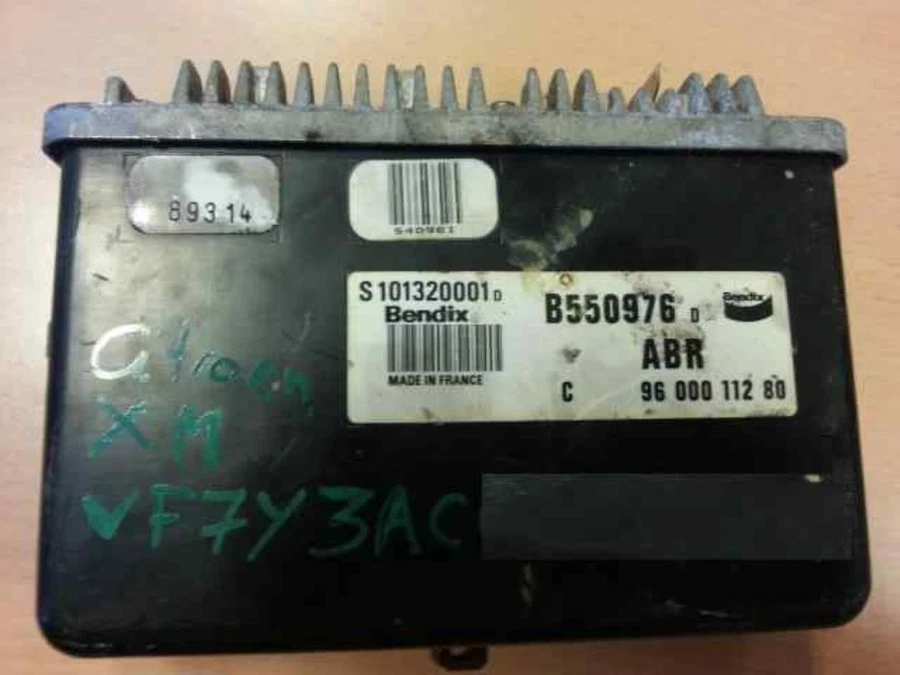 89314
540961
S101320001D
Bendix
MADE IN FRANCE
B550976 D
Bendix
ABR
C 96 000 112 80
Citroen
XM
VF7Y3AC